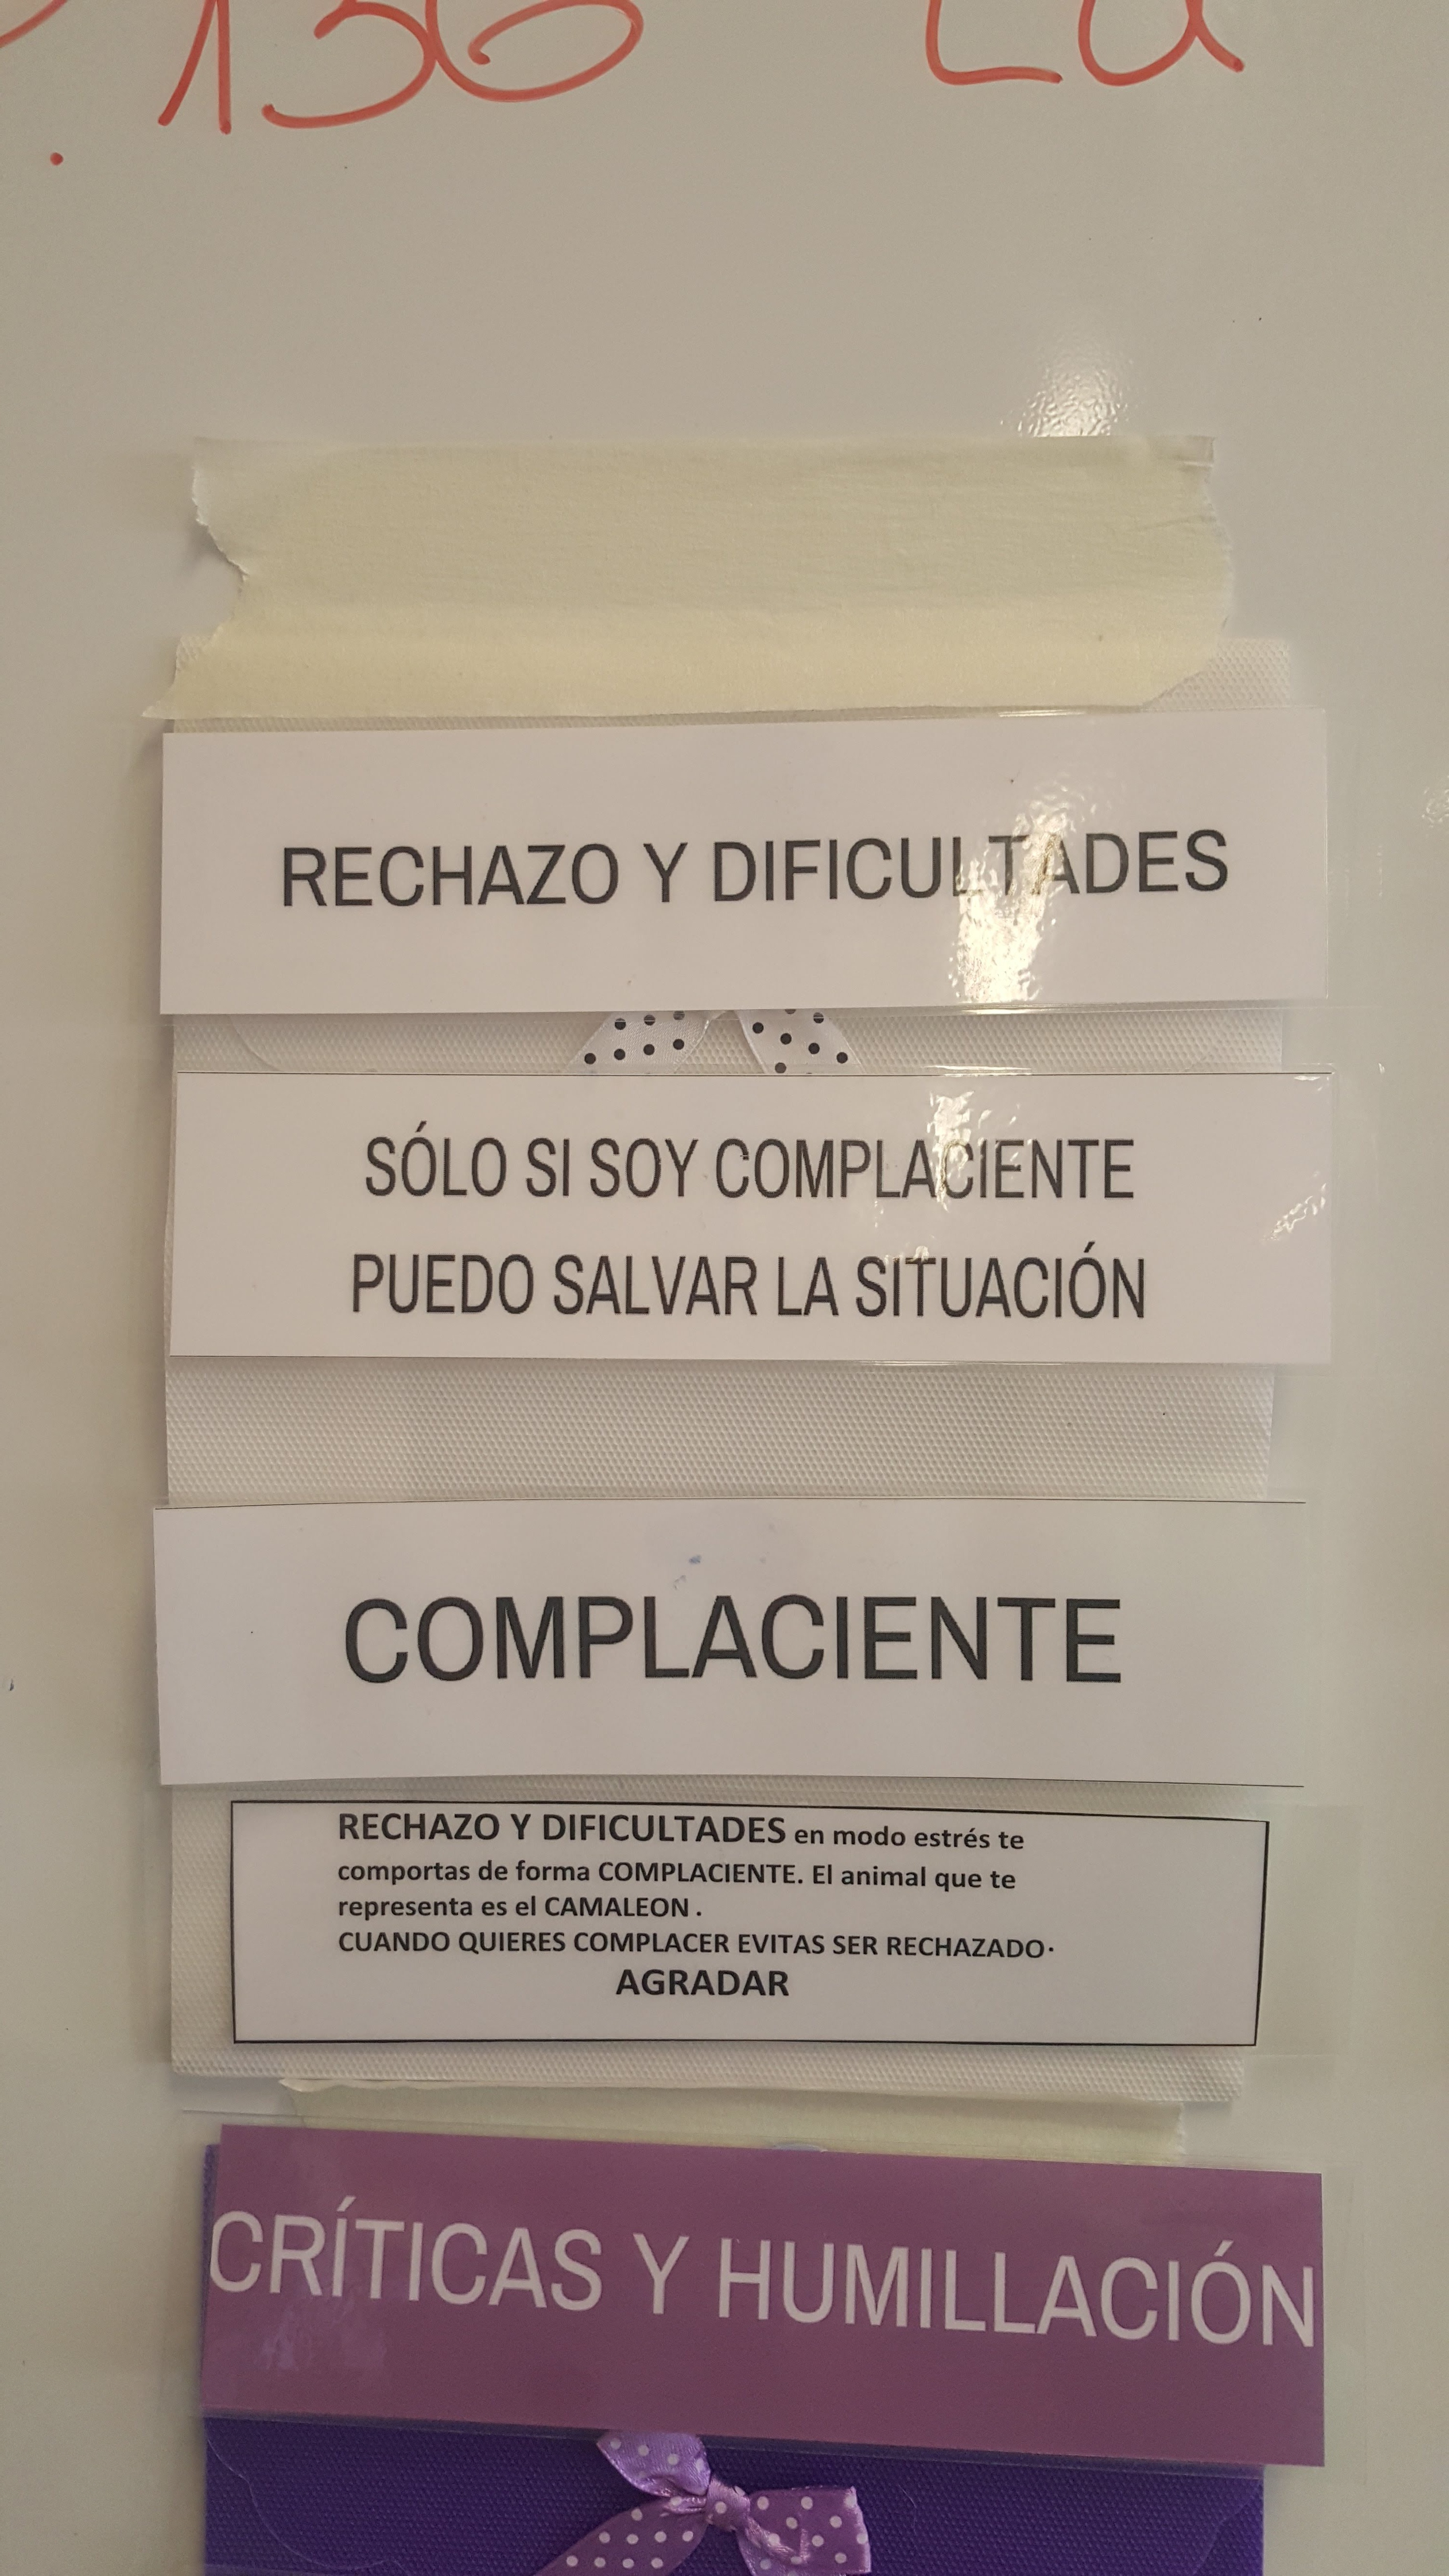 RECHAZO Y DIFICULTADES
SÓLO SI SOY COMPLACIENTE
PUEDO SALVAR LA SITUACIÓN
COMPLACIENTE
RECHAZO Y DIFICULTADES en modo estrés te
comportas de forma COMPLACIENTE. El animal que te
representa es el CAMALEON .
CUANDO QUIERES COMPLACER EVITAS SER RECHAZADO·
AGRADAR
CRÍTICAS Y HUMILLACIÓN